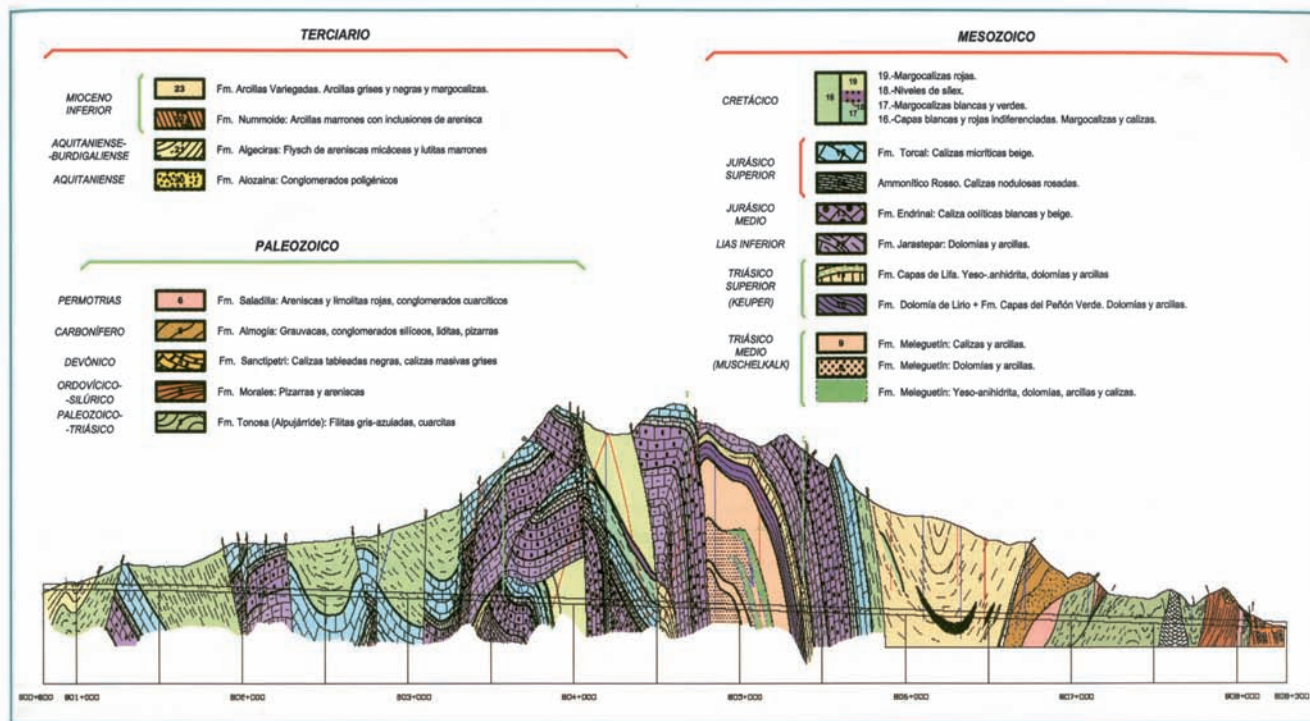 TERCIARIO
MIOCENO INFERIOR
23 Fm. Arcillas Variegadas. Arcillas grises y negras y margocalizas.
Fm. Nummoide: Arcillas marrones con inclusiones de arenisca
AQUITANIENSE-
-BURDIGALIENSE
21 Fm. Algeciras: Flysch de areniscas micáceas y lutitas marrones
AQUITANIENSE
Fm. Alozaina: Conglomerados poligénicos
PALEOZOICO
PERMOTRIAS
6 Fm. Saladilla: Areniscas y limolitas rojas, conglomerados cuarcíticos
CARBONÍFERO
Fm. Almogía: Grauvacas, conglomerados silíceos, liditas, pizarras
DEVÓNICO
Fm. Sanctipetri: Calizas tableadas negras, calizas masivas grises
ORDOVÍCICO-
-SILÚRICO
Fm. Morales: Pizarras y areniscas
PALEOZOICO-
-TRIÁSICO
Fm. Tonosa (Alpujárride): Filitas gris-azuladas, cuarcitas
MESOZOICO
CRETÁCICO
16 19 18 17
19.-Margocalizas rojas.
18.-Niveles de sílex.
17.-Margocalizas blancas y verdes.
16.-Capas blancas y rojas indiferenciadas. Margocalizas y calizas.
JURÁSICO
SUPERIOR
Fm. Torcal: Calizas micríticas beige.
Ammonítico Rosso. Calizas nodulosas rosadas.
JURÁSICO
MEDIO
Fm. Endrinal: Caliza oolíticas blancas y beige.
LIAS INFERIOR
Fm. Jarastepar: Dolomías y arcillas.
TRIÁSICO
SUPERIOR
(KEUPER)
Fm. Capas de Lifa. Yeso-.anhidrita, dolomías y arcillas
Fm. Dolomía de Lirio + Fm. Capas del Peñón Verde. Dolomías y arcillas.
TRIÁSICO
MEDIO
(MUSCHELKALK)
9 Fm. Meleguetín: Calizas y arcillas.
Fm. Meleguetín: Dolomías y arcillas.
Fm. Meleguetín: Yeso-anhidrita, dolomías, arcillas y calizas.
800+800 801+000 802+000 803+000 804+000 805+000 806+000 807+000 808+000 808+300